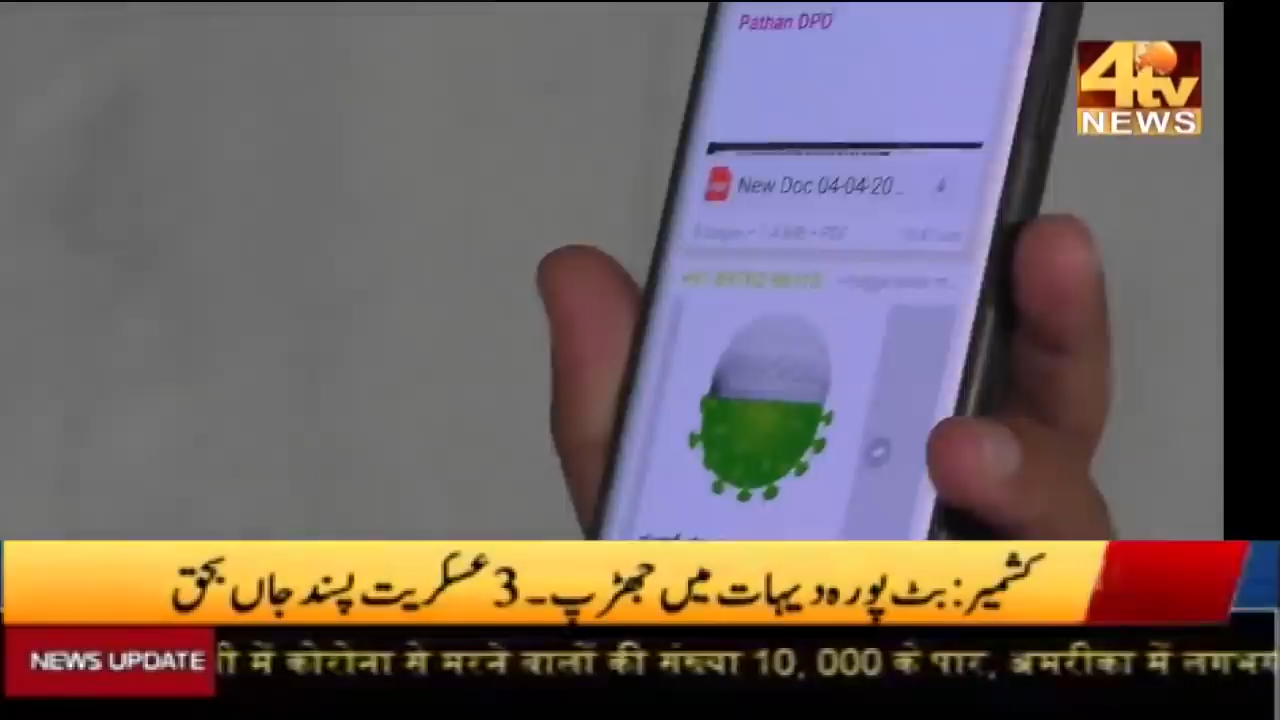 Pathan DPO
4tv
NEWS
New Doc 04-04-20...
کشمیر: بٹ پورہ دیہات میں جھڑپ۔ 3 عسکریت پسند جاں بحق
NEWS UPDATE
में कोरोना से मरने वालों की संख्या 10, 000 के पार, अमरीका में लगभग